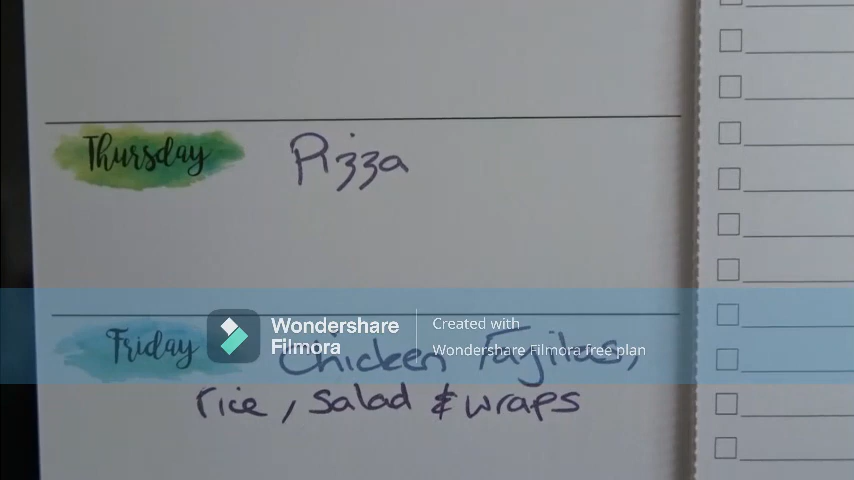 Thursday Pizza
Wondershare Filmora
Created with
Wondershare Filmora free plan
Friday Chicken Fajitas,
rice, Salad & wraps